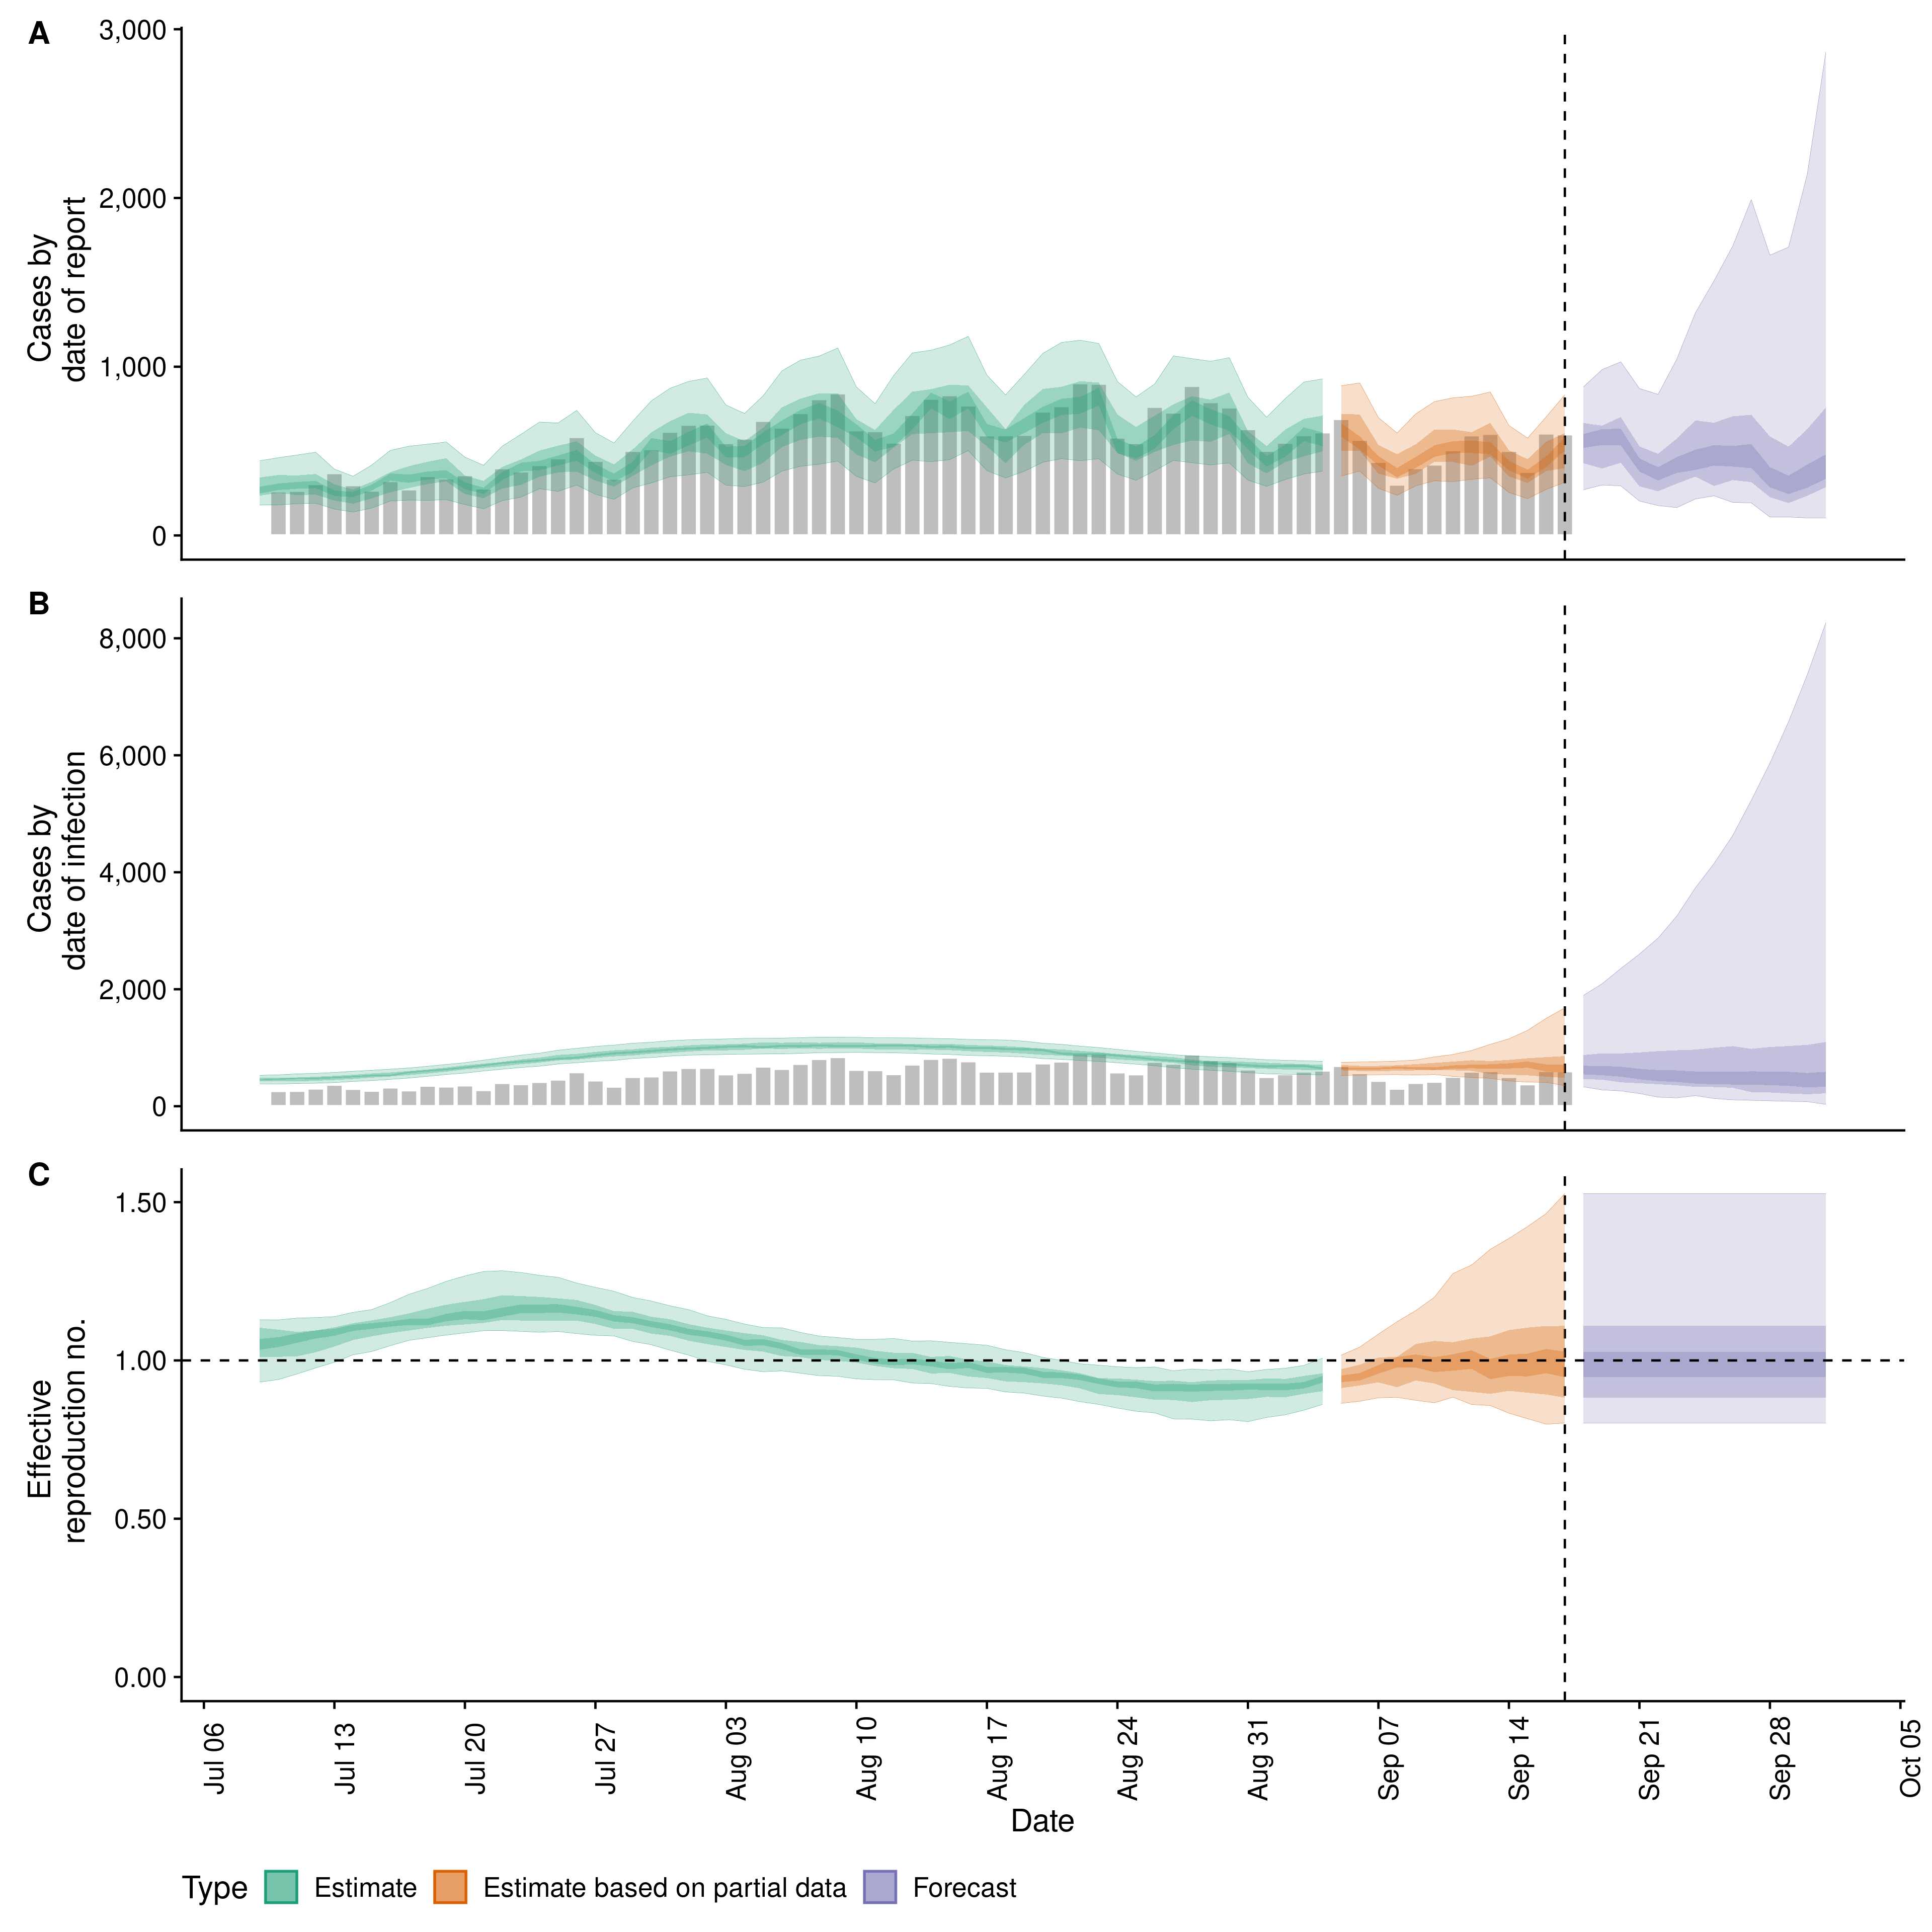 A
3,000
2,000
1,000
0
Cases by
date of report
B
8,000
6,000
4,000
2,000
0
Cases by
date of infection
C
1.50
1.00
0.50
0.00
Effective
reproduction no.
Jul 06
Jul 13
Jul 20
Jul 27
Aug 03
Aug 10
Aug 17
Aug 24
Aug 31
Sep 07
Sep 14
Sep 21
Sep 28
Oct 05
Date
Type Estimate Estimate based on partial data Forecast